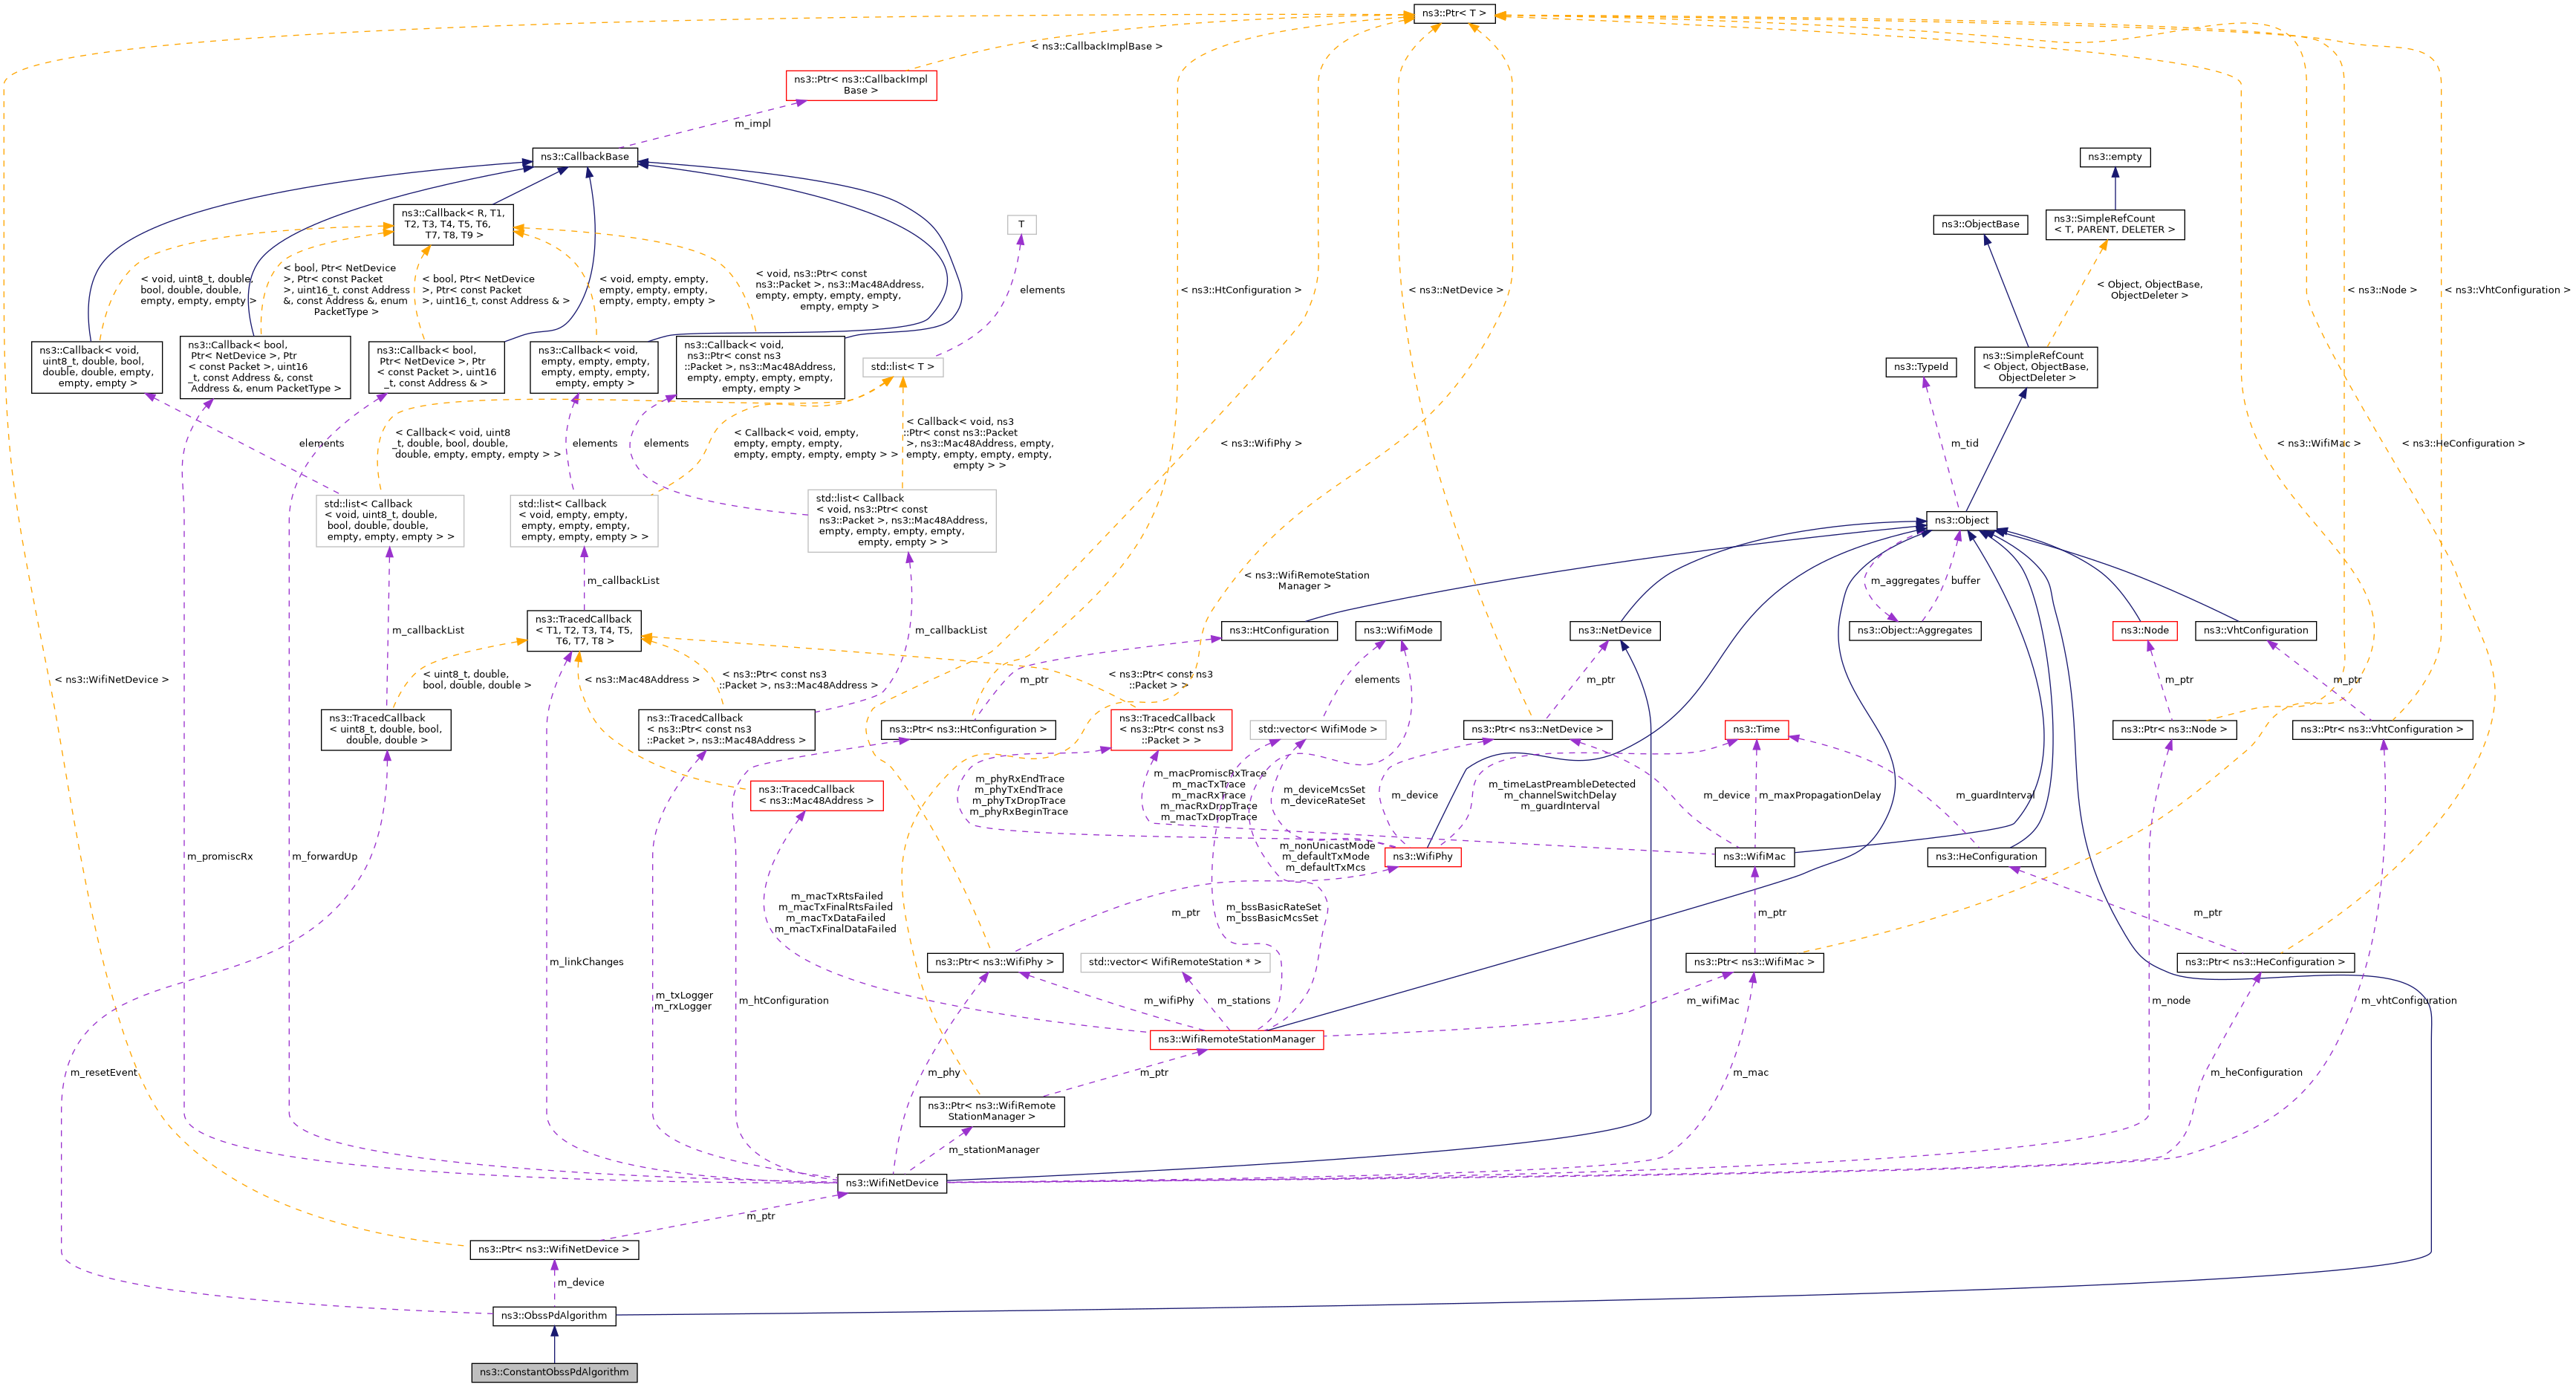 ns3::Ptr< T >
< ns3::CallbackImplBase >
ns3::Ptr< ns3::CallbackImpl
Base >
m_impl
ns3::CallbackBase
ns3::empty
ns3::Callback< R, T1,
T2, T3, T4, T5, T6,
T7, T8, T9 >
T
ns3::ObjectBase
ns3::SimpleRefCount
< T, PARENT, DELETER >
< void, uint8_t, double,
bool, double, double,
empty, empty, empty >
< bool, Ptr< NetDevice
>, Ptr< const Packet
>, uint16_t, const Address
&, const Address &, enum
PacketType >
< bool, Ptr< NetDevice
>, Ptr< const Packet
>, uint16_t, const Address & >
< void, empty, empty,
empty, empty, empty,
empty, empty, empty >
< void, ns3::Ptr< const
ns3::Packet >, ns3::Mac48Address,
empty, empty, empty, empty,
empty, empty >
elements
< ns3::HtConfiguration >
< ns3::NetDevice >
< Object, ObjectBase,
ObjectDeleter >
< ns3::Node >
< ns3::VhtConfiguration >
ns3::Callback< void,
uint8_t, double, bool,
double, double, empty,
empty, empty >
ns3::Callback< bool,
Ptr< NetDevice >, Ptr
< const Packet >, uint16
_t, const Address &, const
Address &, enum PacketType >
ns3::Callback< bool,
Ptr< NetDevice >, Ptr
< const Packet >, uint16
_t, const Address & >
ns3::Callback< void,
empty, empty, empty,
empty, empty, empty,
empty, empty >
ns3::Callback< void,
ns3::Ptr< const ns3
::Packet >, ns3::Mac48Address,
empty, empty, empty, empty,
empty, empty >
std::list< T >
ns3::TypeId
ns3::SimpleRefCount
< Object, ObjectBase,
ObjectDeleter >
elements
< Callback< void, uint8
_t, double, bool, double,
double, empty, empty, empty > >
elements
elements
< Callback< void, empty,
empty, empty, empty,
empty, empty, empty, empty > >
< Callback< void, ns3
::Ptr< const ns3::Packet
>, ns3::Mac48Address, empty,
empty, empty, empty, empty,
empty > >
< ns3::WifiPhy >
m_tid
< ns3::WifiMac >
< ns3::HeConfiguration >
std::list< Callback
< void, uint8_t, double,
bool, double, double,
empty, empty, empty > >
std::list< Callback
< void, empty, empty,
empty, empty, empty,
empty, empty, empty > >
std::list< Callback
< void, ns3::Ptr< const
ns3::Packet >, ns3::Mac48Address,
empty, empty, empty, empty,
empty, empty > >
ns3::Object
m_callbackList
< ns3::WifiRemoteStation
Manager >
m_aggregates
buffer
m_callbackList
m_callbackList
ns3::TracedCallback
< T1, T2, T3, T4, T5,
T6, T7, T8 >
ns3::HtConfiguration
ns3::WifiMode
ns3::NetDevice
ns3::Object::Aggregates
ns3::Node
ns3::VhtConfiguration
< ns3::WifiNetDevice >
< uint8_t, double,
bool, double, double >
< ns3::Mac48Address >
< ns3::Ptr< const ns3
::Packet >, ns3::Mac48Address >
m_ptr
< ns3::Ptr< const ns3
::Packet > >
elements
m_ptr
m_ptr
m_ptr
ns3::TracedCallback
< uint8_t, double, bool,
double, double >
ns3::TracedCallback
< ns3::Ptr< const ns3
::Packet >, ns3::Mac48Address >
ns3::Ptr< ns3::HtConfiguration >
ns3::TracedCallback
< ns3::Ptr< const ns3
::Packet > >
std::vector< WifiMode >
ns3::Ptr< ns3::NetDevice >
ns3::Time
ns3::Ptr< ns3::Node >
ns3::Ptr< ns3::VhtConfiguration >
ns3::TracedCallback
< ns3::Mac48Address >
m_phyRxEndTrace
m_phyTxEndTrace
m_phyTxDropTrace
m_phyRxBeginTrace
m_macPromiscRxTrace
m_macTxTrace
m_macRxTrace
m_macRxDropTrace
m_macTxDropTrace
m_deviceMcsSet
m_deviceRateSet
m_device
m_timeLastPreambleDetected
m_channelSwitchDelay
m_guardInterval
m_device
m_maxPropagationDelay
m_guardInterval
m_promiscRx
m_forwardUp
m_nonUnicastMode
m_defaultTxMode
m_defaultTxMcs
ns3::WifiPhy
ns3::WifiMac
ns3::HeConfiguration
m_macTxRtsFailed
m_macTxFinalRtsFailed
m_macTxDataFailed
m_macTxFinalDataFailed
m_ptr
m_bssBasicRateSet
m_bssBasicMcsSet
m_ptr
m_ptr
m_linkChanges
ns3::Ptr< ns3::WifiPhy >
std::vector< WifiRemoteStation * >
ns3::Ptr< ns3::WifiMac >
ns3::Ptr< ns3::HeConfiguration >
m_txLogger
m_rxLogger
m_htConfiguration
m_wifiPhy
m_stations
m_wifiMac
m_node
m_vhtConfiguration
ns3::WifiRemoteStationManager
m_resetEvent
m_phy
m_ptr
m_mac
m_heConfiguration
ns3::Ptr< ns3::WifiRemote
StationManager >
m_stationManager
ns3::WifiNetDevice
m_ptr
ns3::Ptr< ns3::WifiNetDevice >
m_device
ns3::ObssPdAlgorithm
ns3::ConstantObssPdAlgorithm